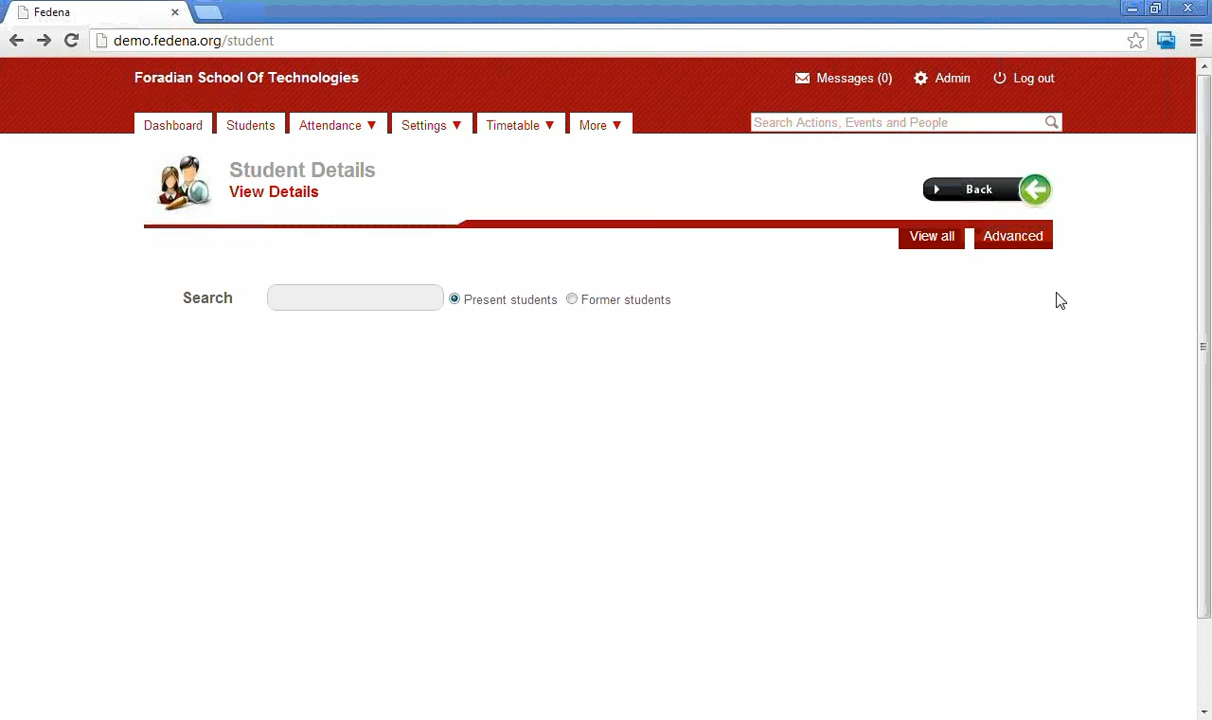 Fedena
demo.fedena.org/student
Foradian School Of Technologies
Messages (0) Admin Log out
Dashboard Students Attendance ▼ Settings ▼ Timetable ▼ More ▼ Search Actions, Events and People
Student Details
View Details
Back
View all Advanced
Search Present students Former students